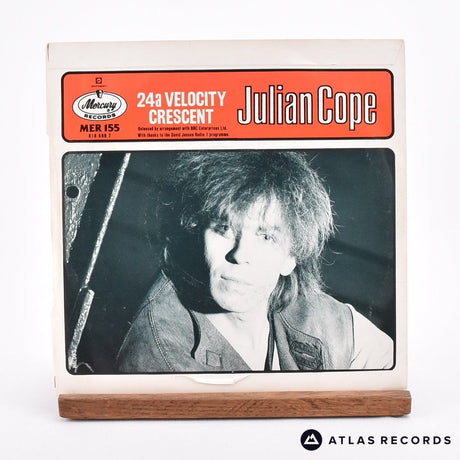 Mercury
RECORDS
MER 155
24a VELOCITY
CRESCENT
Released by arrangement with BBC Enterprises Ltd.
With thanks to the David Jensen Radio 1 programme
Julian Cope
ATLAS RECORDS